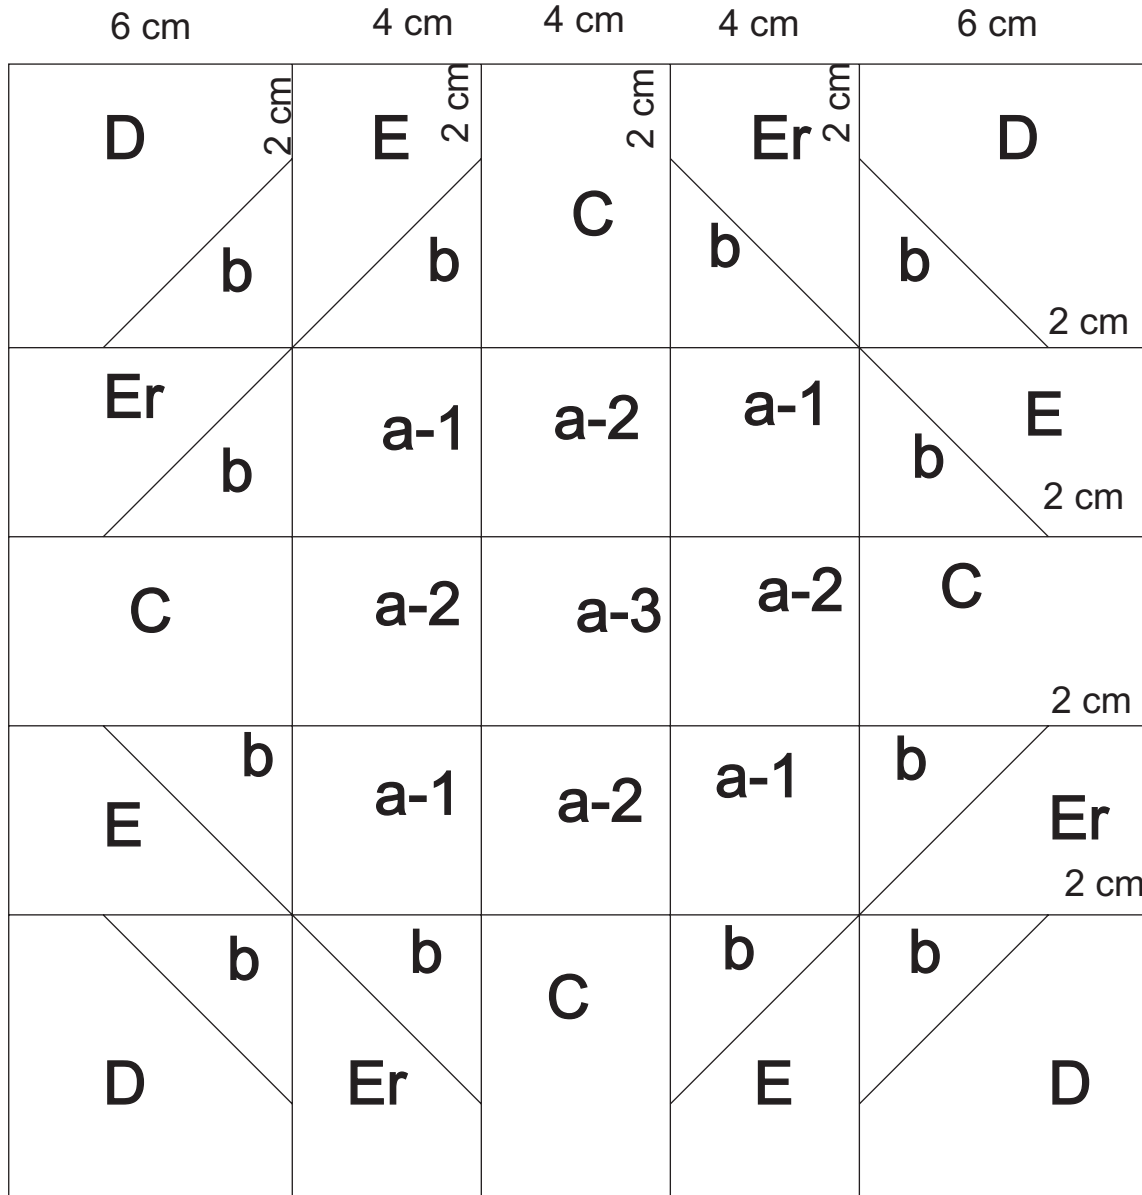 6 cm 4 cm 4 cm 4 cm 6 cm
D 2 cm E 2 cm 2 cm Er 2 cm D
C
b b b b
2 cm
Er a-1 a-2 a-1 E
b b
2 cm
C a-2 a-3 a-2 C
2 cm
b a-1 a-2 a-1 b
E Er
2 cm
b b C b b
D Er E D